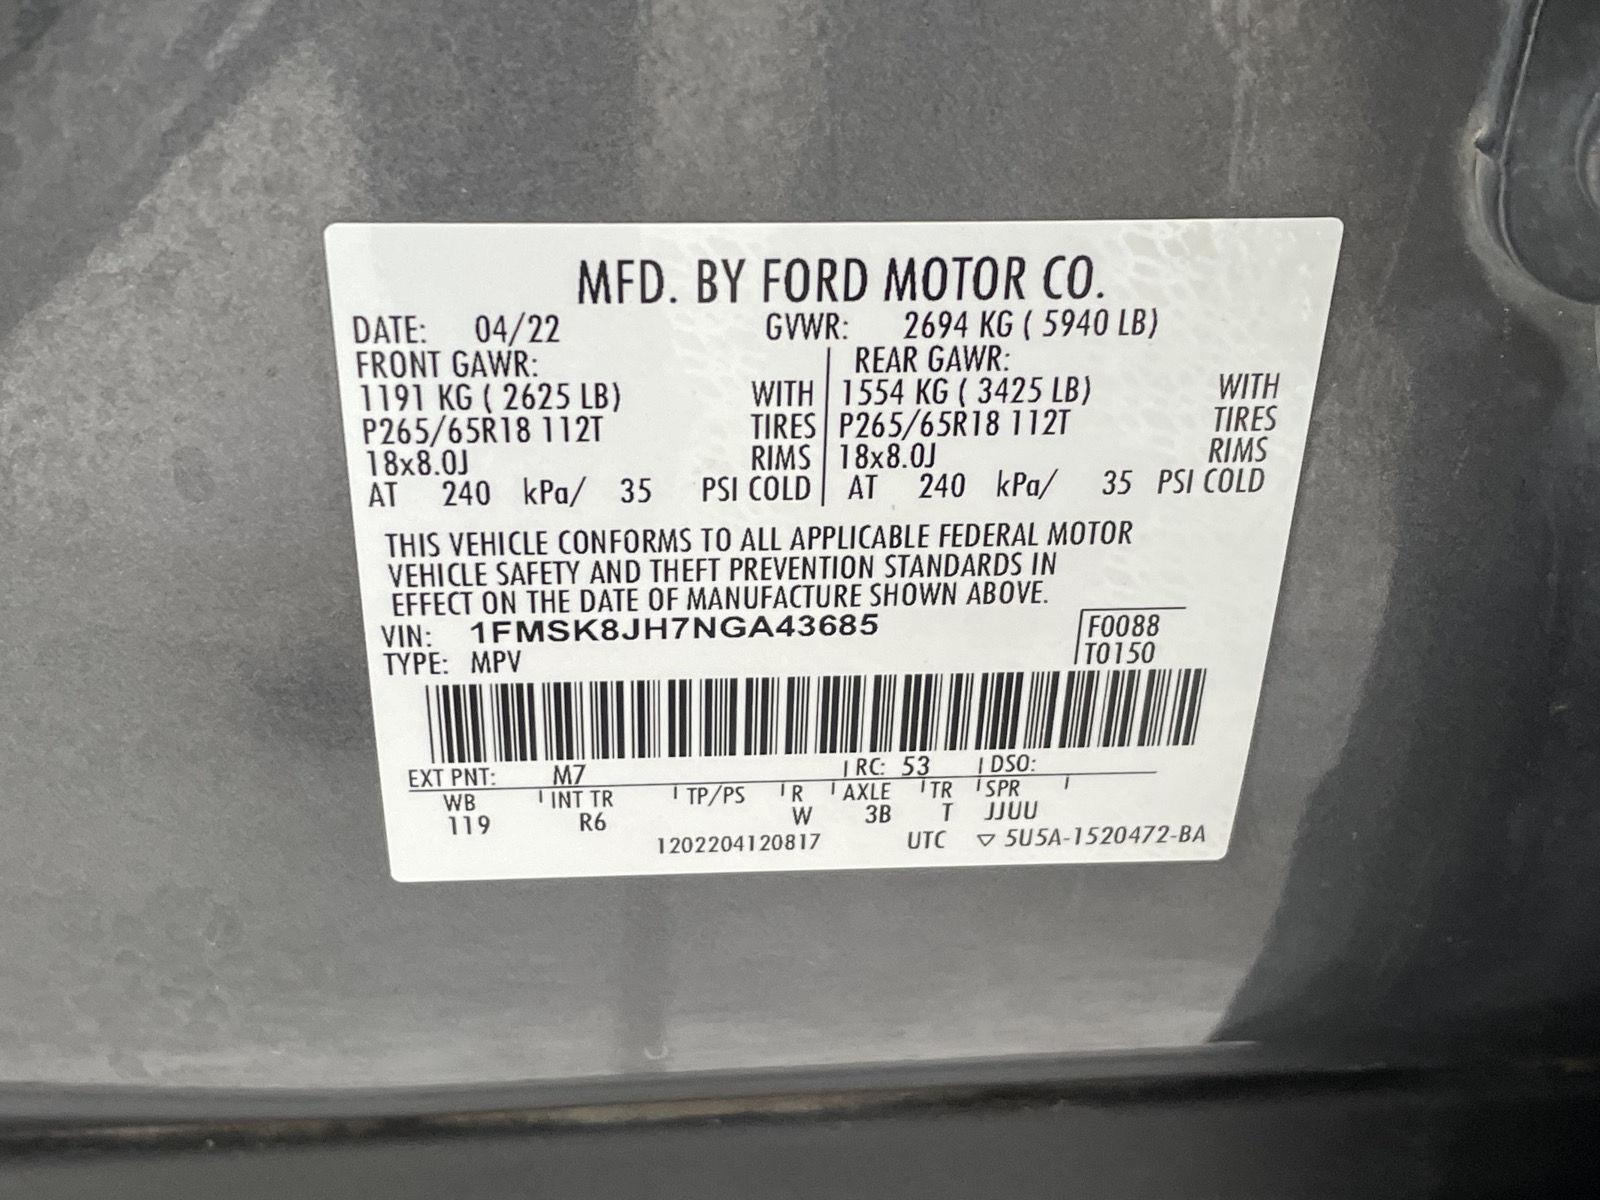 MFD. BY FORD MOTOR CO.
DATE: 04/22 GVWR: 2694 KG ( 5940 LB)
FRONT GAWR: REAR GAWR:
1191 KG ( 2625 LB) WITH 1554 KG ( 3425 LB) WITH
P265/65R18 112T TIRES P265/65R18 112T TIRES
18x8.0J RIMS 18x8.0J RIMS
AT 240 kPa/ 35 PSI COLD AT 240 kPa/ 35 PSI COLD
THIS VEHICLE CONFORMS TO ALL APPLICABLE FEDERAL MOTOR
VEHICLE SAFETY AND THEFT PREVENTION STANDARDS IN
EFFECT ON THE DATE OF MANUFACTURE SHOWN ABOVE.
VIN: 1FMSK8JH7NGA43685 F0088
TYPE: MPV T0150
EXT PNT: M7 RC: 53 DSO:
WB INT TR TP/PS R AXLE TR SPR
119 R6 W 3B T JJUU
1202204120817 UTC ▽ 5U5A-1520472-BA